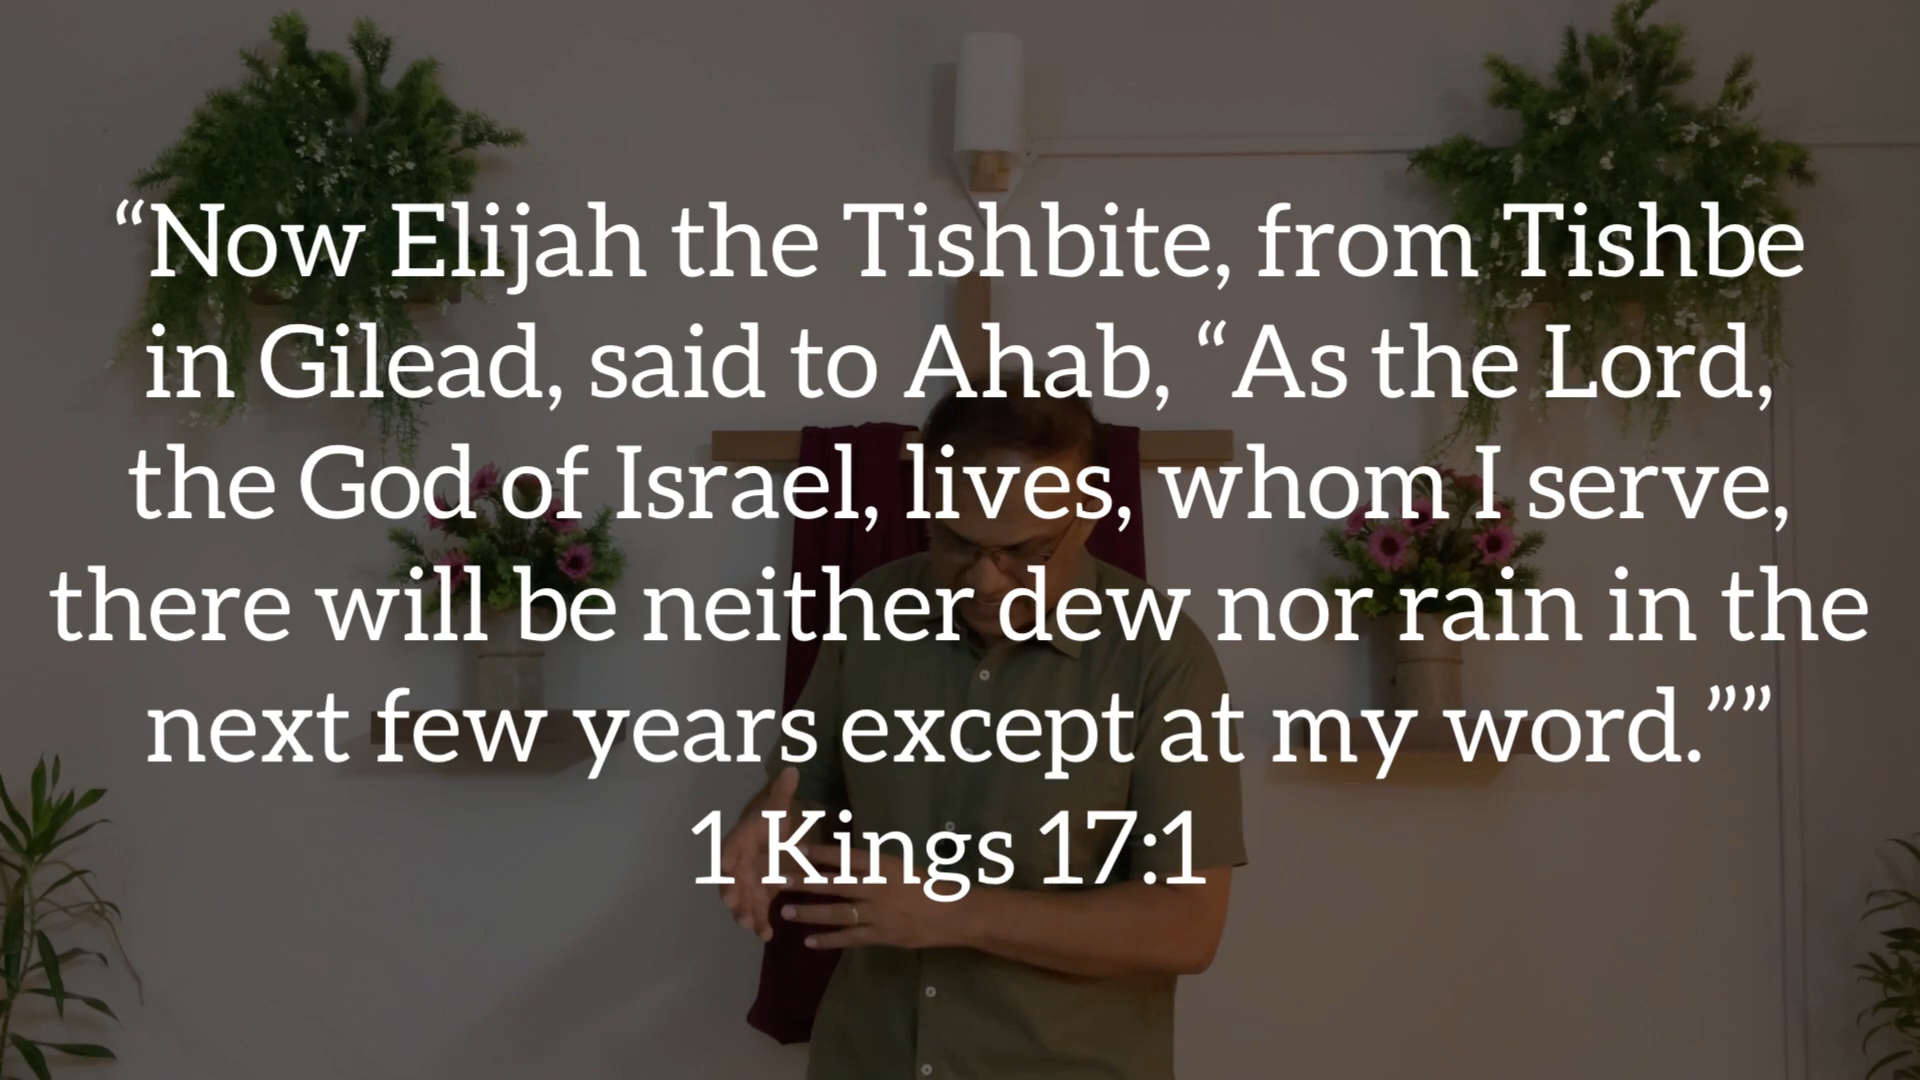 “Now Elijah the Tishbite, from Tishbe
in Gilead, said to Ahab, “As the Lord,
the God of Israel, lives, whom I serve,
there will be neither dew nor rain in the
next few years except at my word.””
1 Kings 17:1